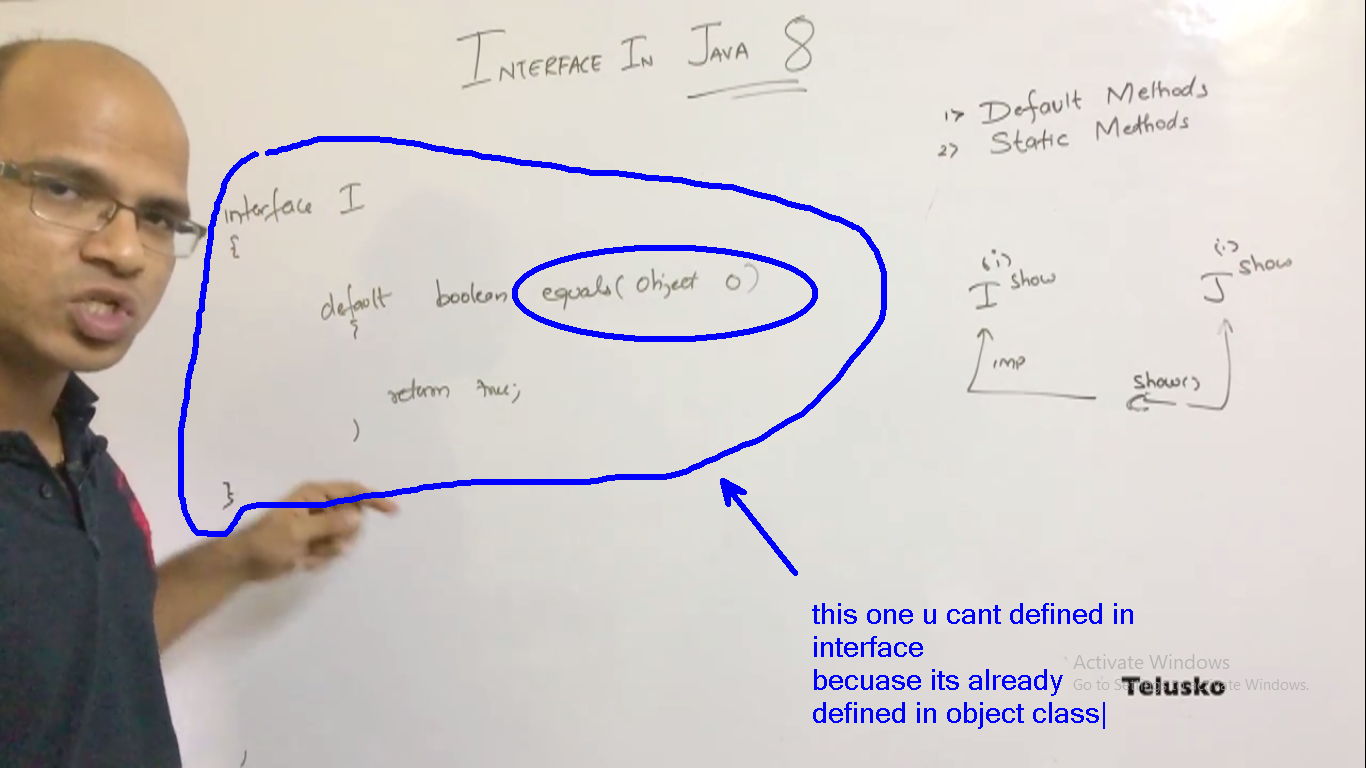 INTERFACE IN JAVA 8
1> Default Methods
2> Static Methods
interface I
{
default boolean equals( Object O )
{
return true;
}
}
(i)
I show
(i)
J show
imp
show()
this one u cant defined in
interface
becuase its already
defined in object class|
Activate Windows
Go to Se
ate Windows.
Telusko